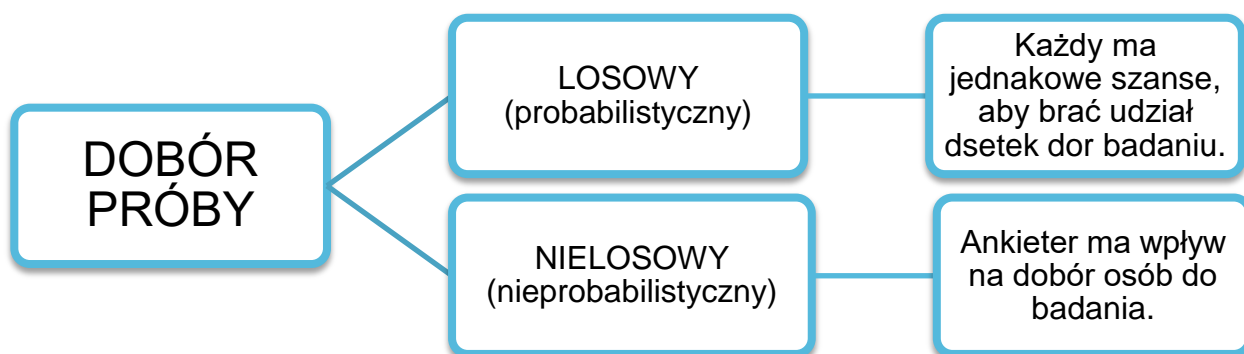 DOBÓR
PRÓBY
LOSOWY
(probabilistyczny)
Każdy ma
jednakowe szanse,
aby brać udział
dsetek dor badaniu.
NIELOSOWY
(nieprobabilistyczny)
Ankieter ma wpływ
na dobór osób do
badania.